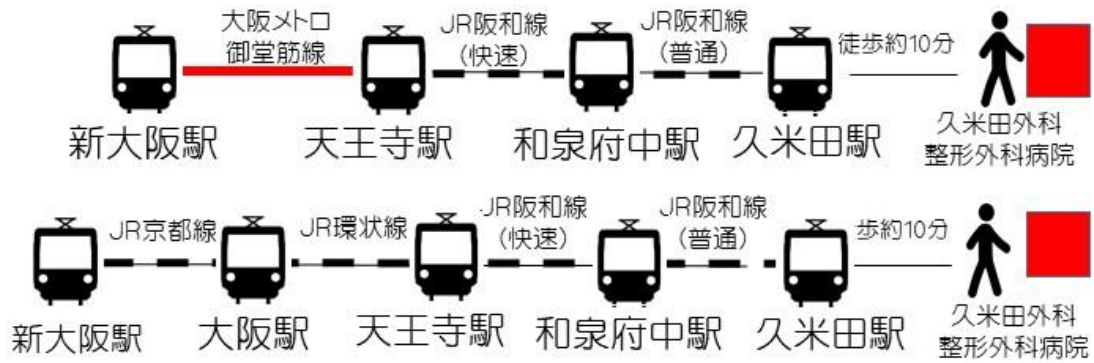 大阪メトロ
御堂筋線
JR阪和線
(快速)
JR阪和線
(普通)
徒歩約10分
新大阪駅
天王寺駅
和泉府中駅
久米田駅
久米田外科
整形外科病院
JR京都線
JR環状線
JR阪和線
(快速)
JR阪和線
(普通)
歩約10分
新大阪駅
大阪駅
天王寺駅
和泉府中駅
久米田駅
久米田外科
整形外科病院